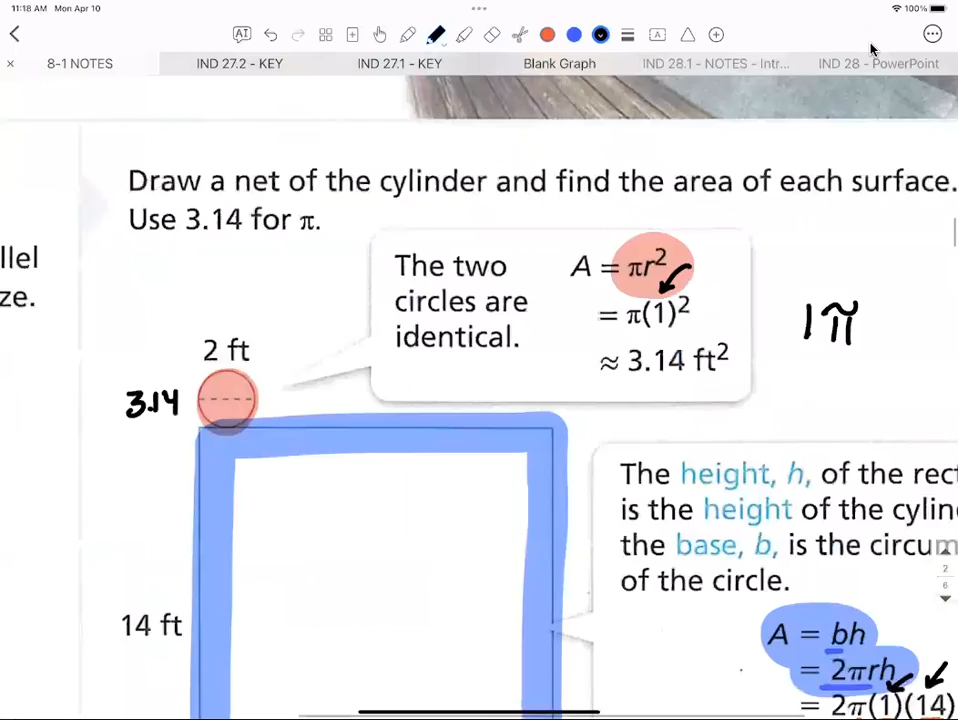 11:18 AM Mon Apr 10
100%
AI
A
8-1 NOTES
IND 27.2 - KEY
IND 27.1 - KEY
Blank Graph
IND 28.1 - NOTES - Intr...
IND 28 - PowerPoint
Draw a net of the cylinder and find the area of each surface.
Use 3.14 for π.
llel
ze.
The two
circles are
identical.
A = πr²
= π(1)²
≈ 3.14 ft²
1π
2 ft
3.14
14 ft
The height, h, of the rect
is the height of the cylin
the base, b, is the circum
of the circle.
2
6
A = bh
= 2πrh
= 2π(1)(14)